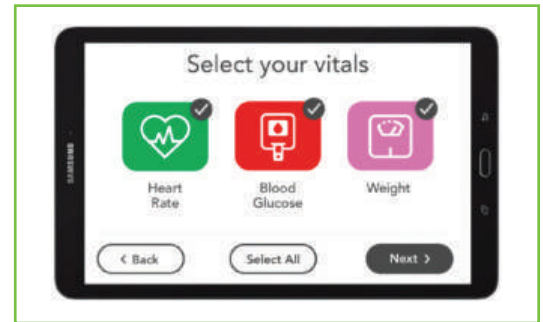 Select your vitals
SAMSUNG
Heart
Rate
Blood
Glucose
Weight
< Back
Select All
Next >